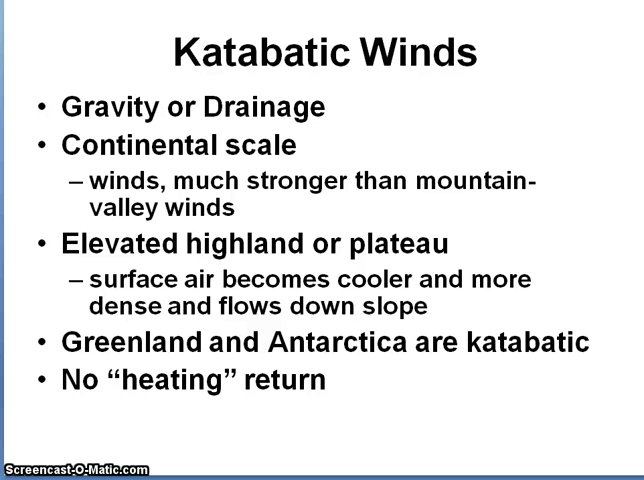 Katabatic Winds
• Gravity or Drainage
• Continental scale
– winds, much stronger than mountain-
valley winds
• Elevated highland or plateau
– surface air becomes cooler and more
dense and flows down slope
• Greenland and Antarctica are katabatic
• No “heating” return
Screencast-O-Matic.com